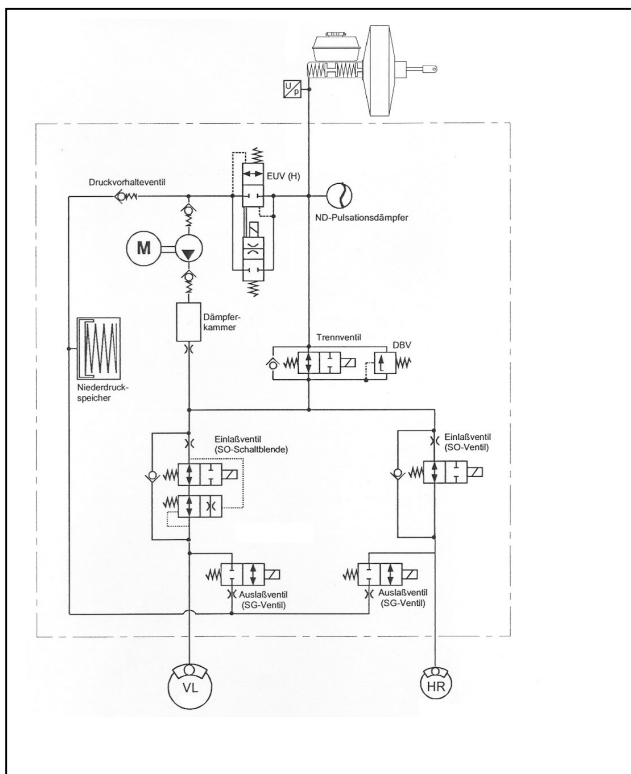 U
p
EUV (H)
Druckvorhalteventil
ND-Pulsationsdämpfer
M
Dämpfer-
kammer
Trennventil
DBV
Niederdruck-
speicher
Einlaßventil
(SO-Schaltblende)
Einlaßventil
(SO-Ventil)
Auslaßventil
(SG-Ventil)
Auslaßventil
(SG-Ventil)
VL
HR